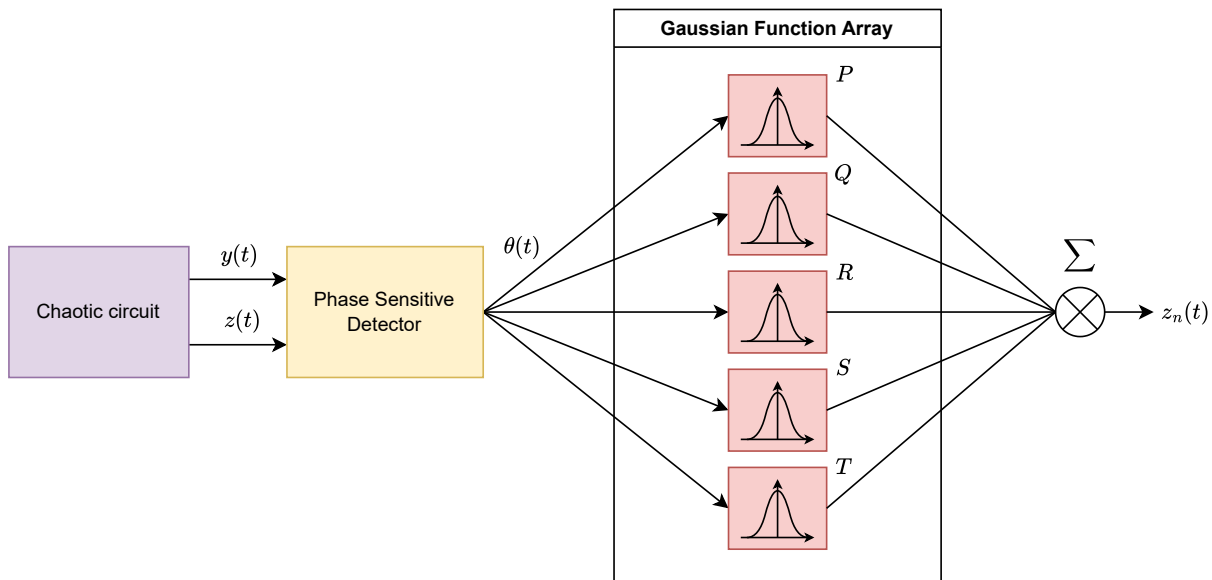 Gaussian Function Array
P
Q
θ(t)
y(t)
Chaotic circuit
z(t)
Phase Sensitive
Detector
R
S
T
∑
zₙ(t)